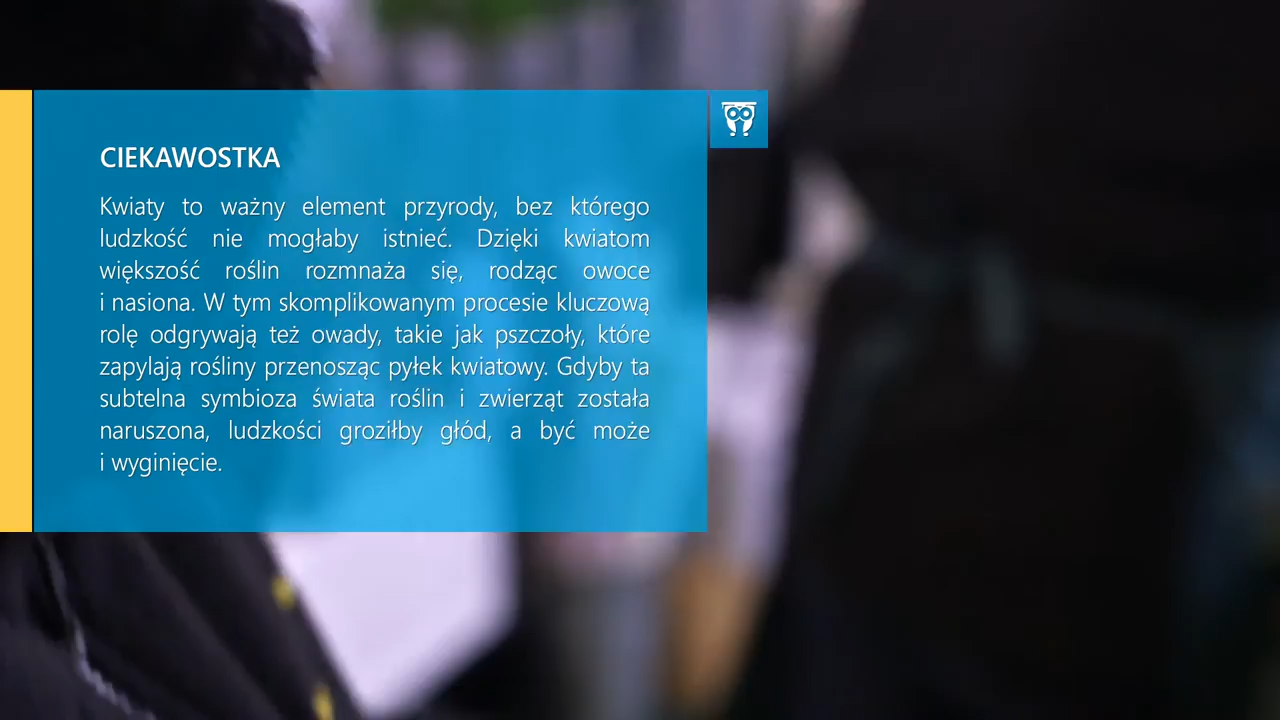 CIEKAWOSTKA
Kwiaty to ważny element przyrody, bez którego
ludzkość nie mogłaby istnieć. Dzięki kwiatom
większość roślin rozmnaża się, rodząc owoce
i nasiona. W tym skomplikowanym procesie kluczową
rolę odgrywają też owady, takie jak pszczoły, które
zapylają rośliny przenosząc pyłek kwiatowy. Gdyby ta
subtelna symbioza świata roślin i zwierząt została
naruszona, ludzkości groziłby głód, a być może
i wyginięcie.